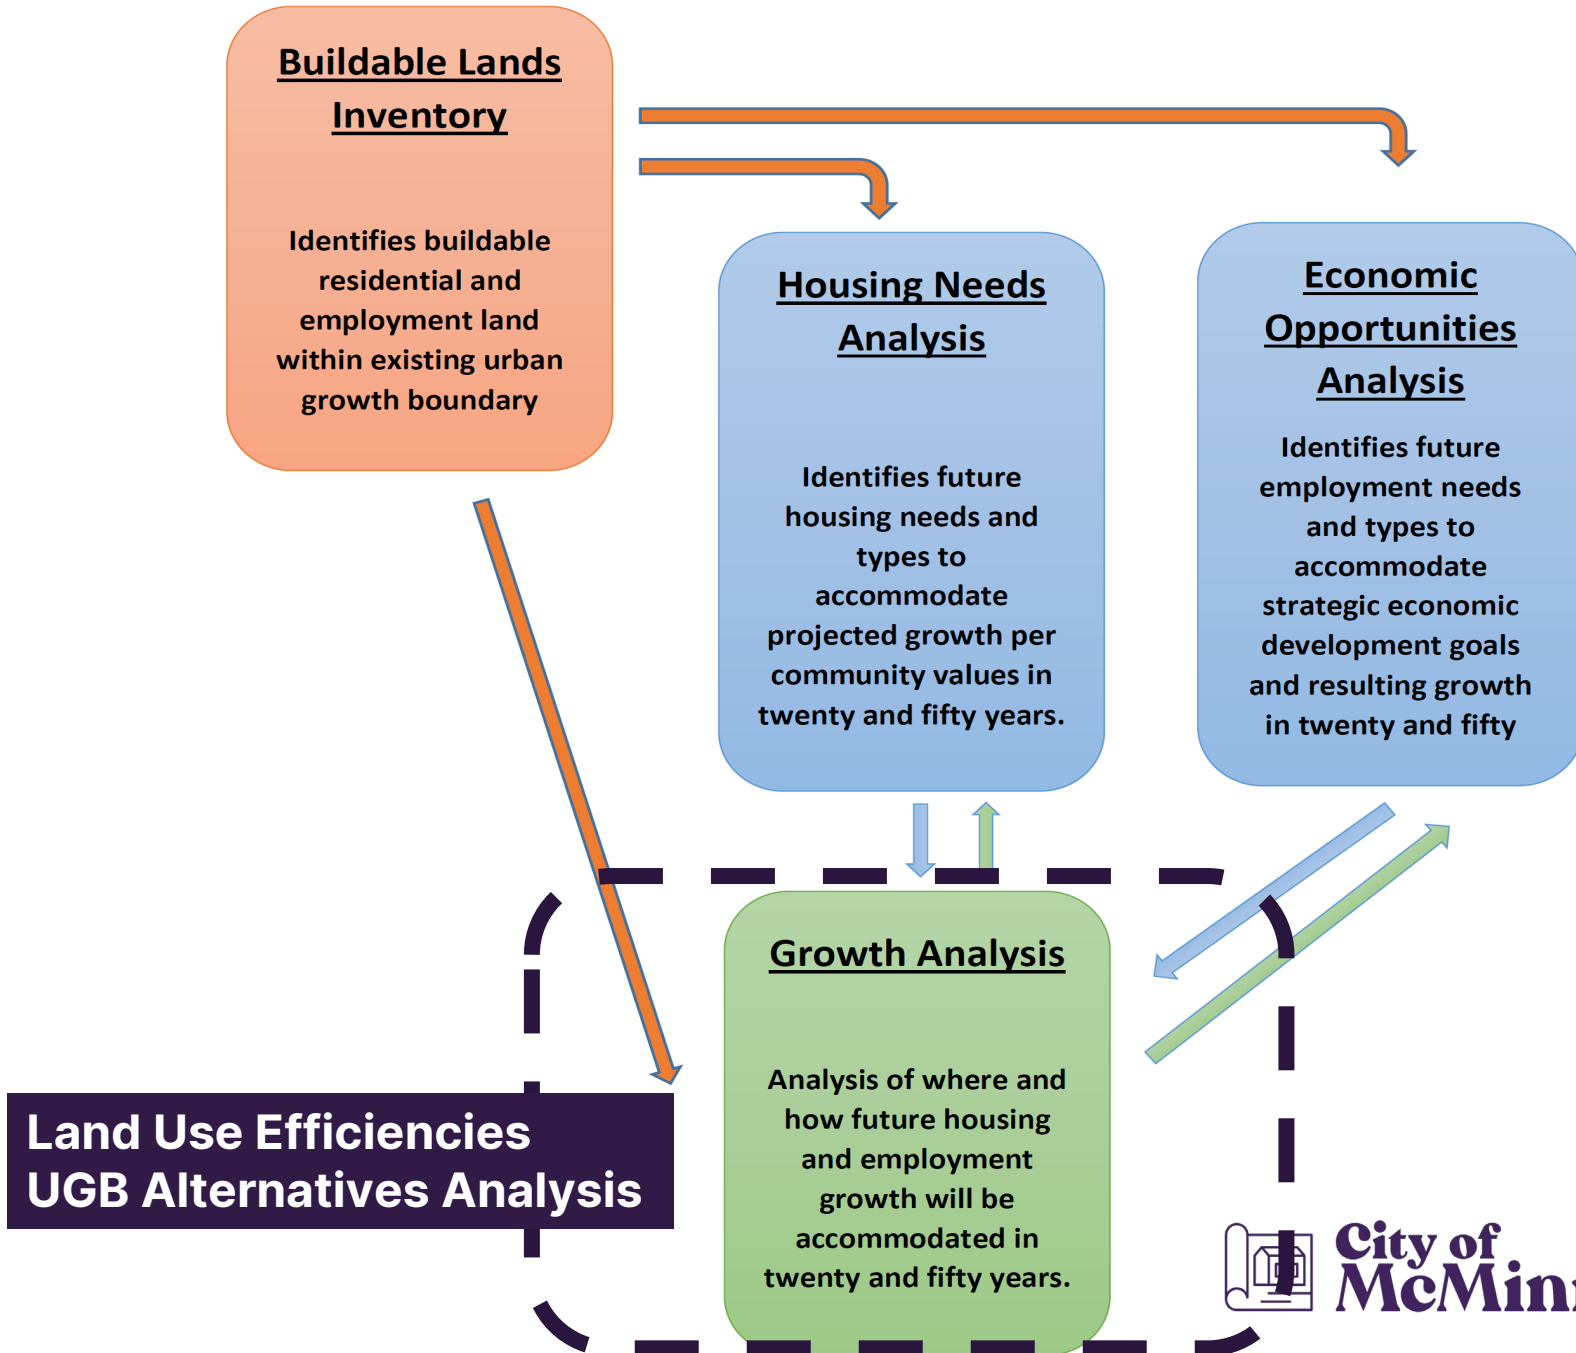 Buildable Lands
Inventory
Identifies buildable
residential and
employment land
within existing urban
growth boundary
Housing Needs
Analysis
Identifies future
housing needs and
types to
accommodate
projected growth per
community values in
twenty and fifty years.
Economic
Opportunities
Analysis
Identifies future
employment needs
and types to
accommodate
strategic economic
development goals
and resulting growth
in twenty and fifty
Growth Analysis
Analysis of where and
how future housing
and employment
growth will be
accommodated in
twenty and fifty years.
Land Use Efficiencies
UGB Alternatives Analysis
City of